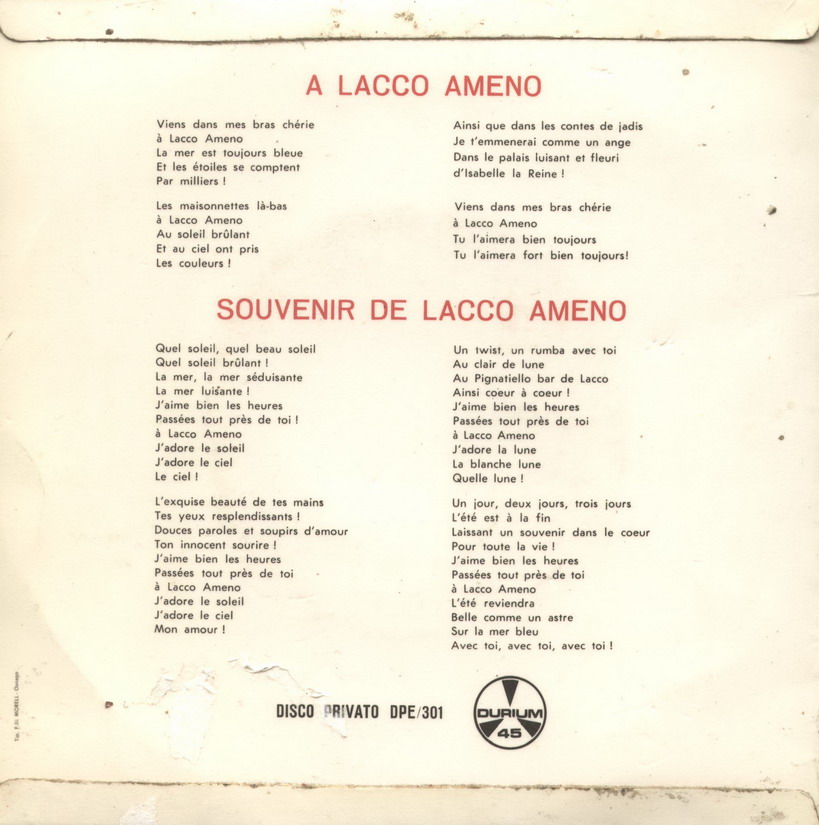 A LACCO AMENO
Viens dans mes bras chérie
à Lacco Ameno
La mer est toujours bleue
Et les étoiles se comptent
Par milliers !
Les maisonnettes là-bas
à Lacco Ameno
Au soleil brûlant
Et au ciel ont pris
Les couleurs !
Ainsi que dans les contes de jadis
Je t'emmenerai comme un ange
Dans le palais luisant et fleuri
d'Isabelle la Reine !
Viens dans mes bras chérie
à Lacco Ameno
Tu l'aimera bien toujours
Tu l'aimera fort bien toujours!
SOUVENIR DE LACCO AMENO
Quel soleil, quel beau soleil
Quel soleil brûlant !
La mer, la mer séduisante
La mer luisante !
J'aime bien les heures
Passées tout près de toi !
à Lacco Ameno
J'adore le soleil
J'adore le ciel
Le ciel !
L'exquise beauté de tes mains
Tes yeux resplendissants !
Douces paroles et soupirs d'amour
Ton innocent sourire !
J'aime bien les heures
Passées tout près de toi
à Lacco Ameno
J'adore le soleil
J'adore le ciel
Mon amour !
Un twist, un rumba avec toi
Au clair de lune
Au Pignatiello bar de Lacco
Ainsi coeur à coeur !
J'aime bien les heures
Passées tout près de toi
à Lacco Ameno
J'adore la lune
La blanche lune
Quelle lune !
Un jour, deux jours, trois jours
L'été est à la fin
Laissant un souvenir dans le coeur
Pour toute la vie !
J'aime bien les heures
Passées tout près de toi
à Lacco Ameno
L'été reviendra
Belle comme un astre
Sur la mer bleu
Avec toi, avec toi, avec toi !
DISCO PRIVATO DPE/301
DURIUM
45